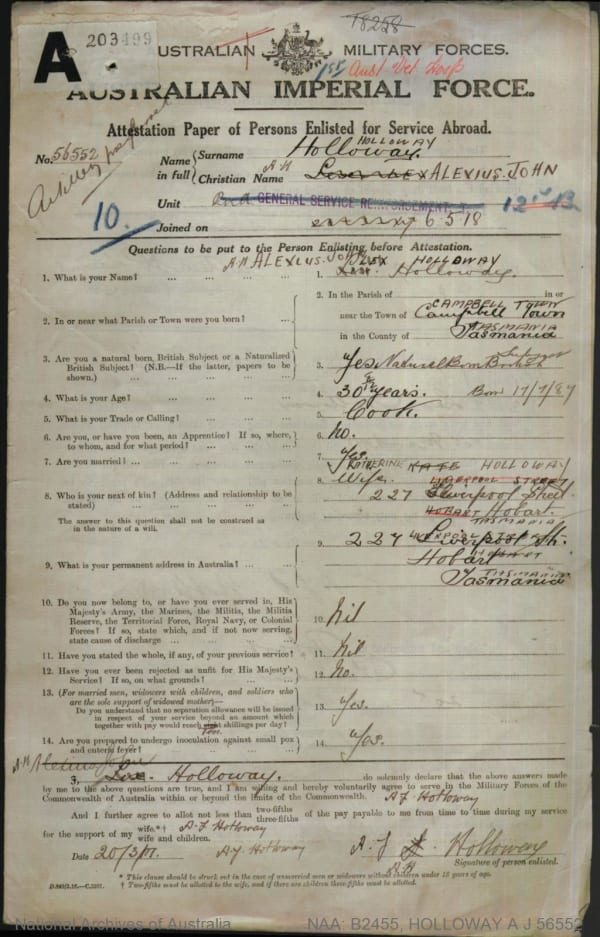 18258
A
203499
AUSTRALIAN MILITARY FORCES.
1st Aust Vet Hosp
AUSTRALIAN IMPERIAL FORCE.
Attestation Paper of Persons Enlisted for Service Abroad.
No. 56552
Artillery preferred
Name in full
Surname Holloway. HOLLOWAY
Christian Name ALEXIUS. JOHN
A.H
Unit GENERAL SERVICE REINFORCEMENT
10.
Joined on 6.5.18
Questions to be put to the Person Enlisting before Attestation.
1. What is your Name? ... ... ... ...
A.H ALEXIUS. JOHN HOLLOWAY
1. Holloway.
2. In or near what Parish or Town were you born? ...
2. In the Parish of in or
near the Town of CAMPBELL TOWN Campbell Town
in the County of TASMANIA Tasmania
3. Are you a natural born British Subject or a Naturalized British Subject? (N.B.—If the latter, papers to be shown.) ... ... ... ...
3. Yes Natural Born British Subject
4. What is your Age? ... ... ... ...
4. 30 years. Born 17/7/87
5. What is your Trade or Calling? ... ... ...
5. Cook.
6. Are you, or have you been, an Apprentice? If so, where, to whom, and for what period? ... ... ...
6. No.
7. Are you married? ... ... ... ... ...
7. Yes.
8. Who is your next of kin? (Address and relationship to be stated) ... ... ... ... ...
The answer to this question shall not be construed as in the nature of a will.
KATHERINE KATE HOLLOWAY
8. Wife. LIVERPOOL STREET
227 Liverpool Street
HOBART Hobart.
TASMANIA
9. What is your permanent address in Australia? ... ...
9. 227 Liverpool St.
Hobart HOBART
Tasmania TASMANIA
10. Do you now belong to, or have you ever served in, His Majesty's Army, the Marines, the Militia, the Militia Reserve, the Territorial Force, Royal Navy, or Colonial Forces? If so, state which, and if not now serving, state cause of discharge ... ... ... ...
10. Nil
11. Have you stated the whole, if any, of your previous service?
11. Nil
12. Have you ever been rejected as unfit for His Majesty's Service? If so, on what grounds? ... ... ...
12. No.
13. (For married men, widowers with children, and soldiers who are the sole support of widowed mother)—
Do you understand that no separation allowance will be issued in respect of your service beyond an amount which together with pay would reach eight shillings per day?
Ten.
13. Yes.
14. Are you prepared to undergo inoculation against small pox and enteric fever? ... ... ... ...
14. Yes.
A.H Alexius John
3, Holloway. do solemnly declare that the above answers made
by me to the above questions are true, and I am willing and hereby voluntarily agree to serve in the Military Forces of the
Commonwealth of Australia within or beyond the limits of the Commonwealth. A J Holloway
And I further agree to allot not less than two-fifths three-fifths of the pay payable to me from time to time during my service
for the support of my wife.* wife and children. A J Holloway
Date 20/3/17. A J Holloway A. J Holloway
A.H
Signature of person enlisted.
* This clause should be struck out in the case of unmarried men or widowers without children under 18 years of age.
† Two-fifths must be allotted to the wife, and if there are children three-fifths must be allotted.
National Archives of Australia NAA: B2455, HOLLOWAY A J 56552